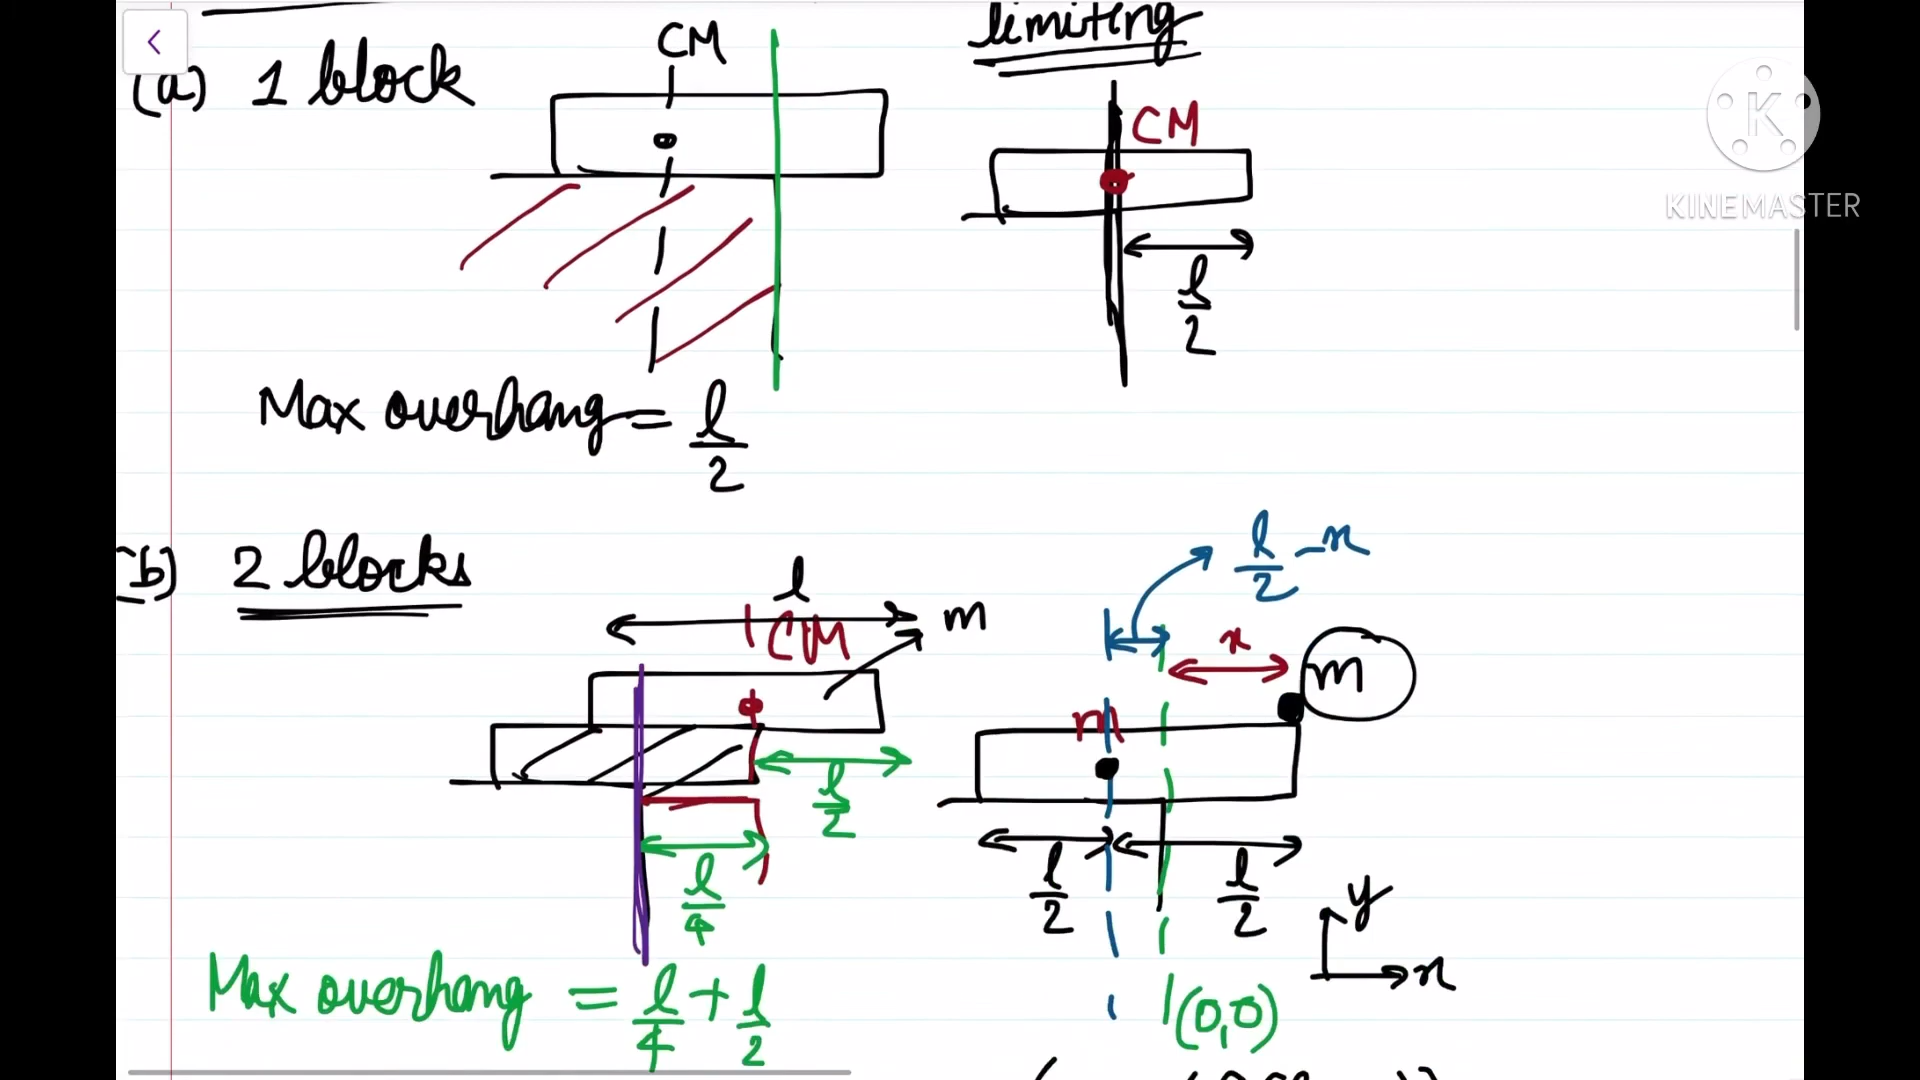 limiting
CM
(a) 1 block
CM
K
KINEMASTER
l/2
Max overhang = l/2
(b) 2 blocks
l/2 - x
l
m
CM
x
m
m
l/2
l/4
l/2
l/2
y
x
Max overhang = l/4 + l/2
(0,0)